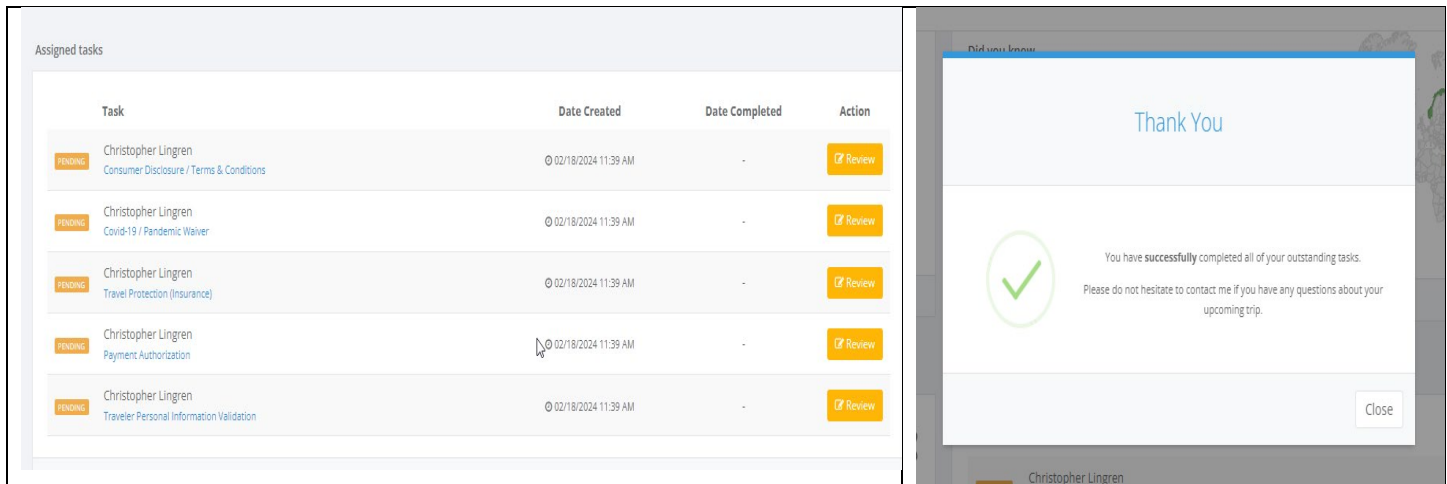 Assigned tasks
Task Date Created Date Completed Action
PENDING Christopher Lingren 02/18/2024 11:39 AM - Review
Consumer Disclosure / Terms & Conditions
PENDING Christopher Lingren 02/18/2024 11:39 AM - Review
Covid-19 / Pandemic Waiver
PENDING Christopher Lingren 02/18/2024 11:39 AM - Review
Travel Protection (Insurance)
PENDING Christopher Lingren 02/18/2024 11:39 AM - Review
Payment Authorization
PENDING Christopher Lingren 02/18/2024 11:39 AM - Review
Traveler Personal Information Validation
Did you know
Thank You
You have successfully completed all of your outstanding tasks.
Please do not hesitate to contact me if you have any questions about your
upcoming trip.
Close
Christopher Lingren